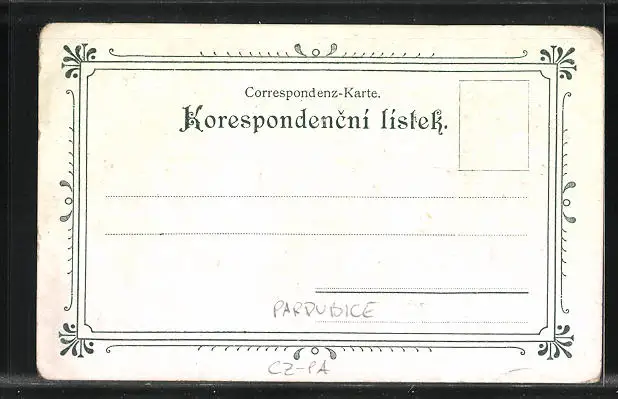 Correspondenz-Karte.
Korespondenční lístek.
PARDUBICE
CZ-PA